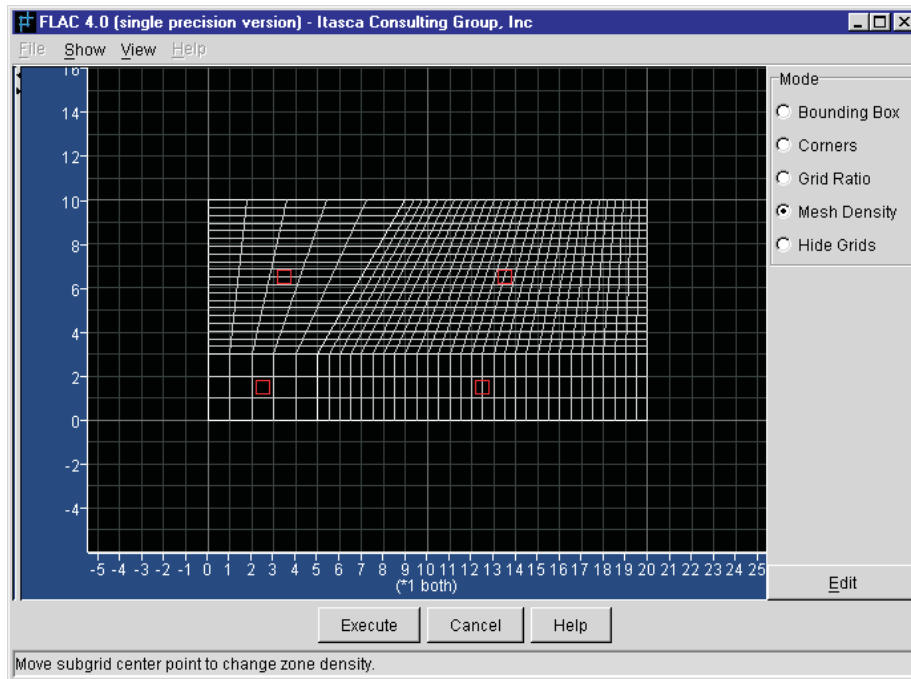 FLAC 4.0 (single precision version) - Itasca Consulting Group, Inc
File Show View Help
Mode
Bounding Box
Corners
Grid Ratio
Mesh Density
Hide Grids
16
14
12
10
8
6
4
2
0
-2
-4
-5 -4 -3 -2 -1 0 1 2 3 4 5 6 7 8 9 10 11 12 13 14 15 16 17 18 19 20 21 22 23 24 25
(*1 both)
Edit
Execute Cancel Help
Move subgrid center point to change zone density.